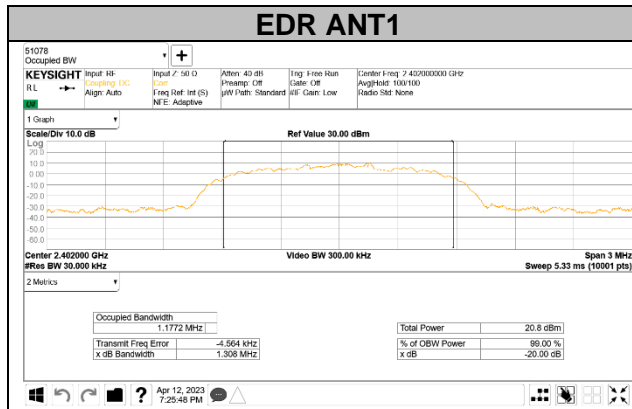 EDR ANT1
51078
Occupied BW
+
KEYSIGHT Input: RF Input Z: 50 Ω Atten: 40 dB Trig: Free Run Center Freq: 2.402000000 GHz
RL Coupling: DC Corr Preamp: Off Gate: Off Avg|Hold: 100/100
Align: Auto Freq Ref: Int (S) µW Path: Standard #IF Gain: Low Radio Std: None
NFE: Adaptive
1 Graph
Scale/Div 10.0 dB Ref Value 30.00 dBm
Log
20.0
10.0
0.00
-10.0
-20.0
-30.0
-40.0
-50.0
-60.0
Center 2.402000 GHz Video BW 300.00 kHz Span 3 MHz
#Res BW 30.000 kHz Sweep 5.33 ms (10001 pts)
2 Metrics
Occupied Bandwidth
1.1772 MHz Total Power 20.8 dBm
Transmit Freq Error -4.564 kHz % of OBW Power 99.00 %
x dB Bandwidth 1.308 MHz x dB -20.00 dB
? Apr 12, 2023
7:25:48 PM